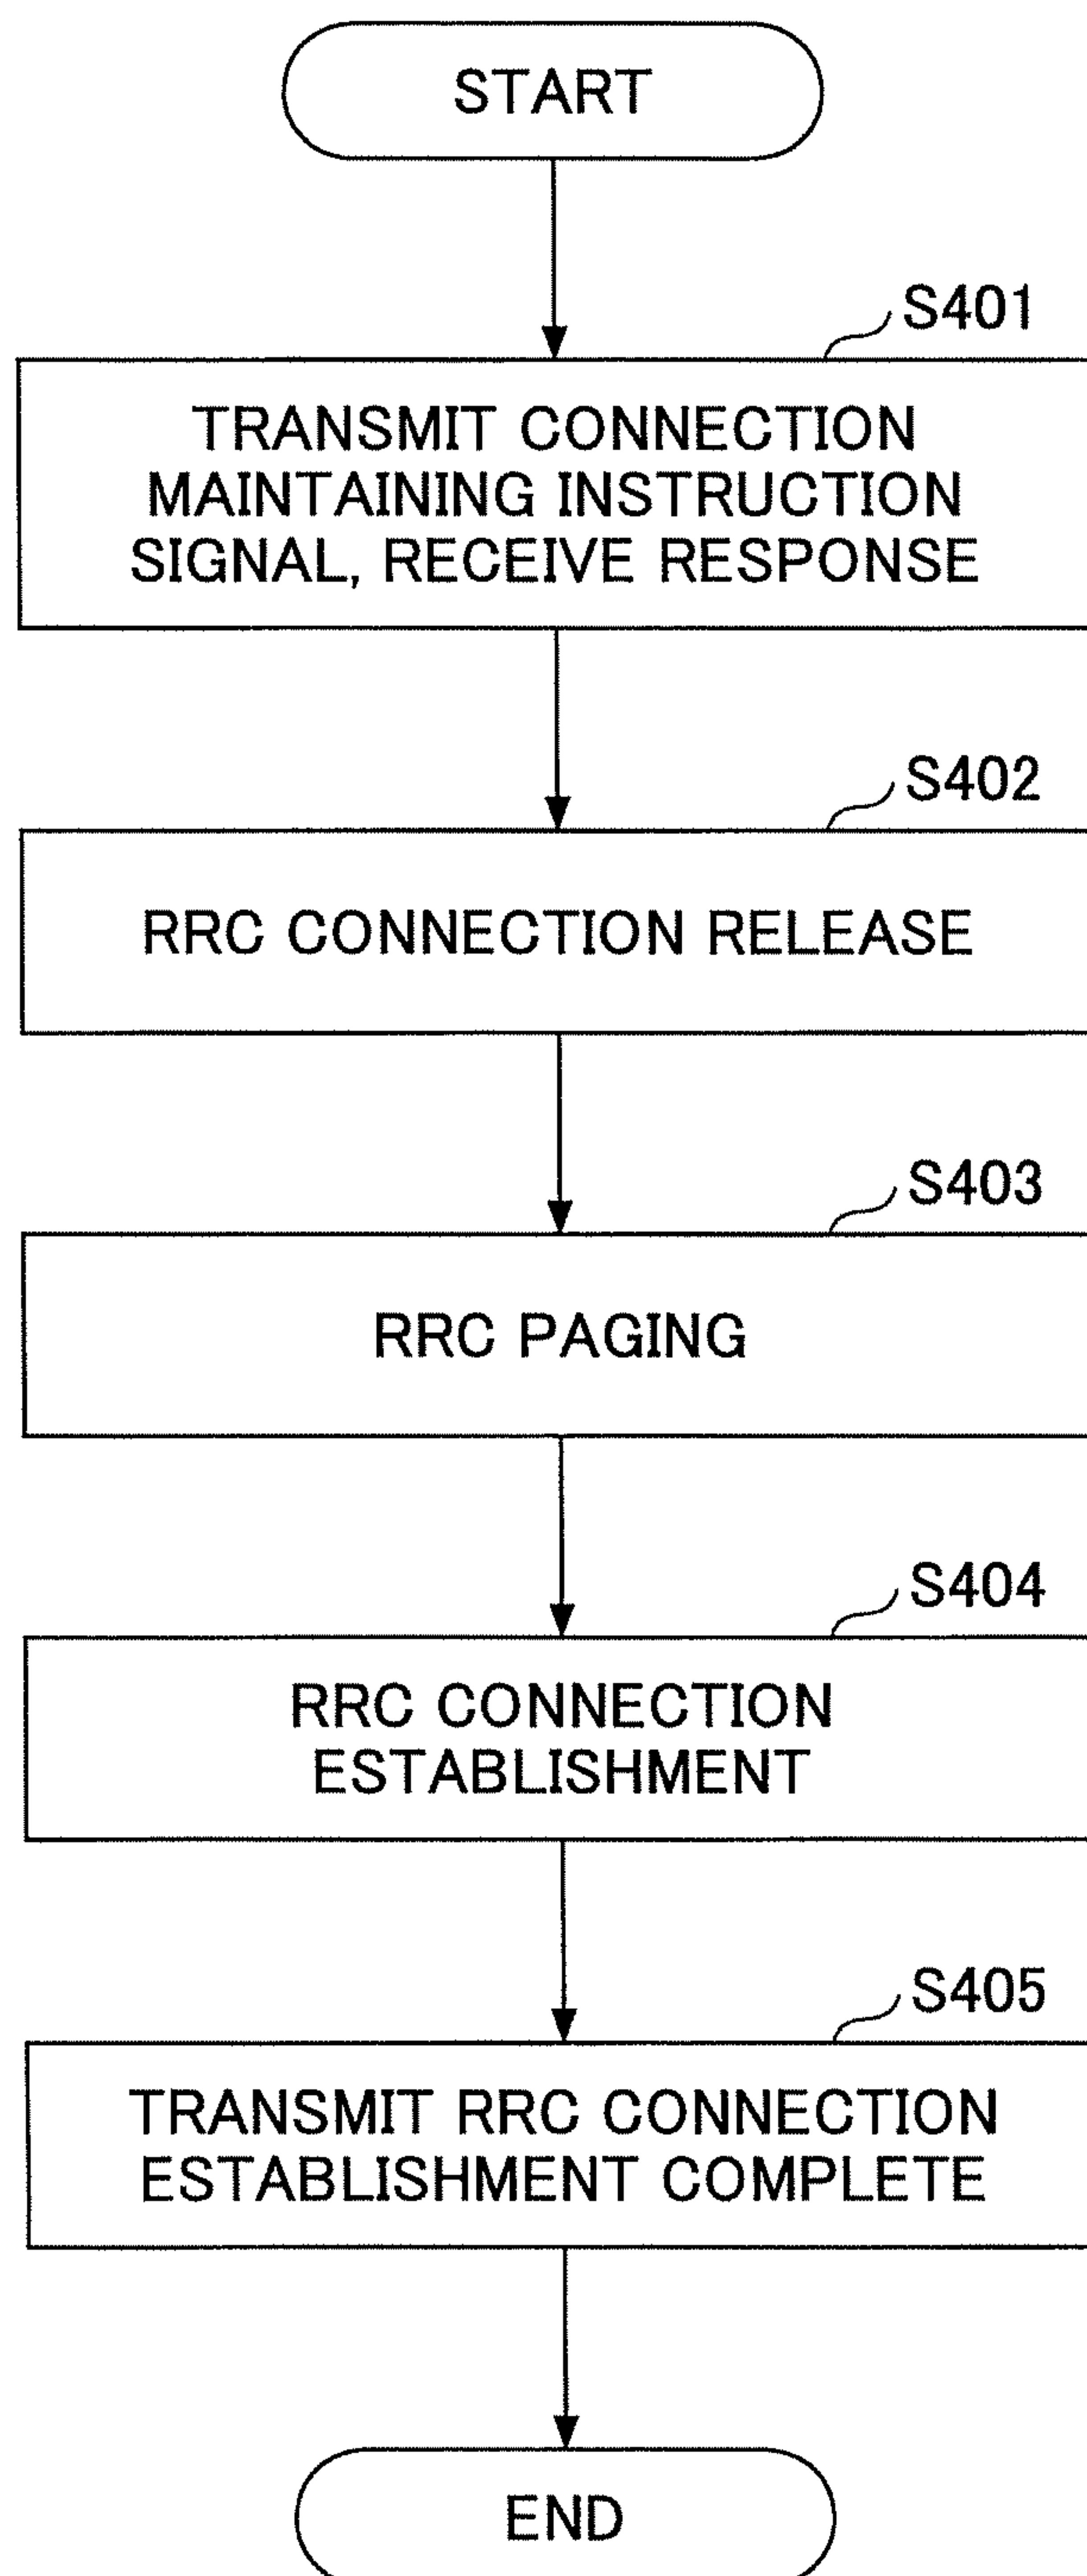 START
S401
TRANSMIT CONNECTION
MAINTAINING INSTRUCTION
SIGNAL, RECEIVE RESPONSE
S402
RRC CONNECTION RELEASE
S403
RRC PAGING
S404
RRC CONNECTION
ESTABLISHMENT
S405
TRANSMIT RRC CONNECTION
ESTABLISHMENT COMPLETE
END